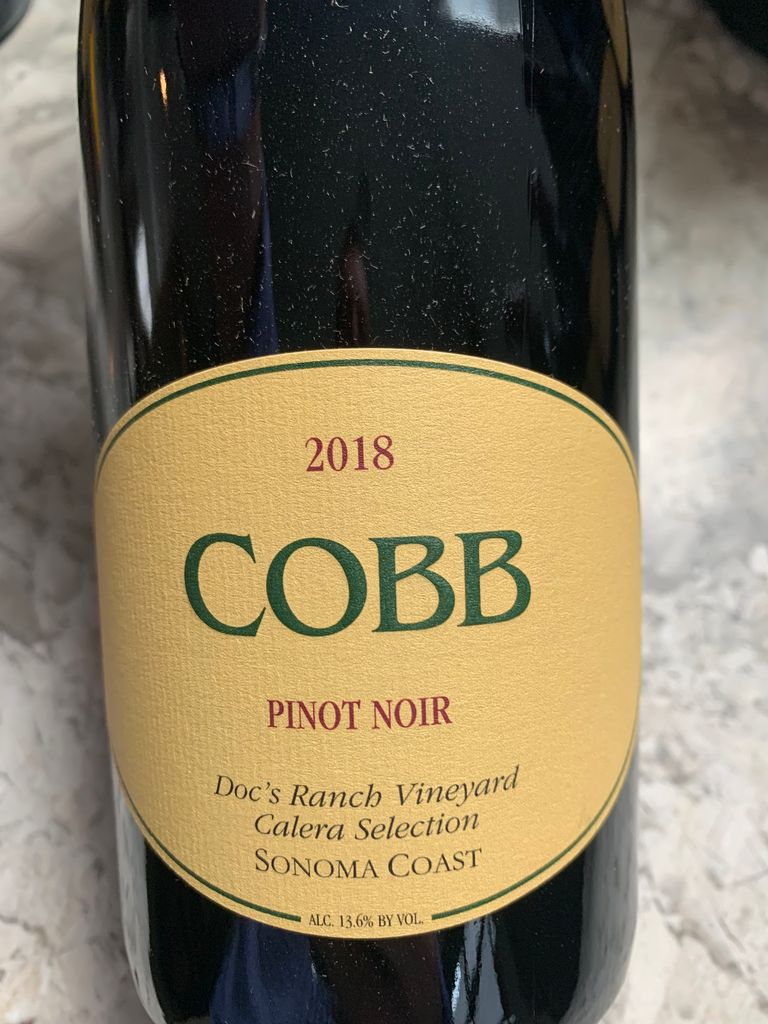 2018
COBB
PINOT NOIR
Doc's Ranch Vineyard
Calera Selection
SONOMA COAST
ALC. 13.6% BY VOL.